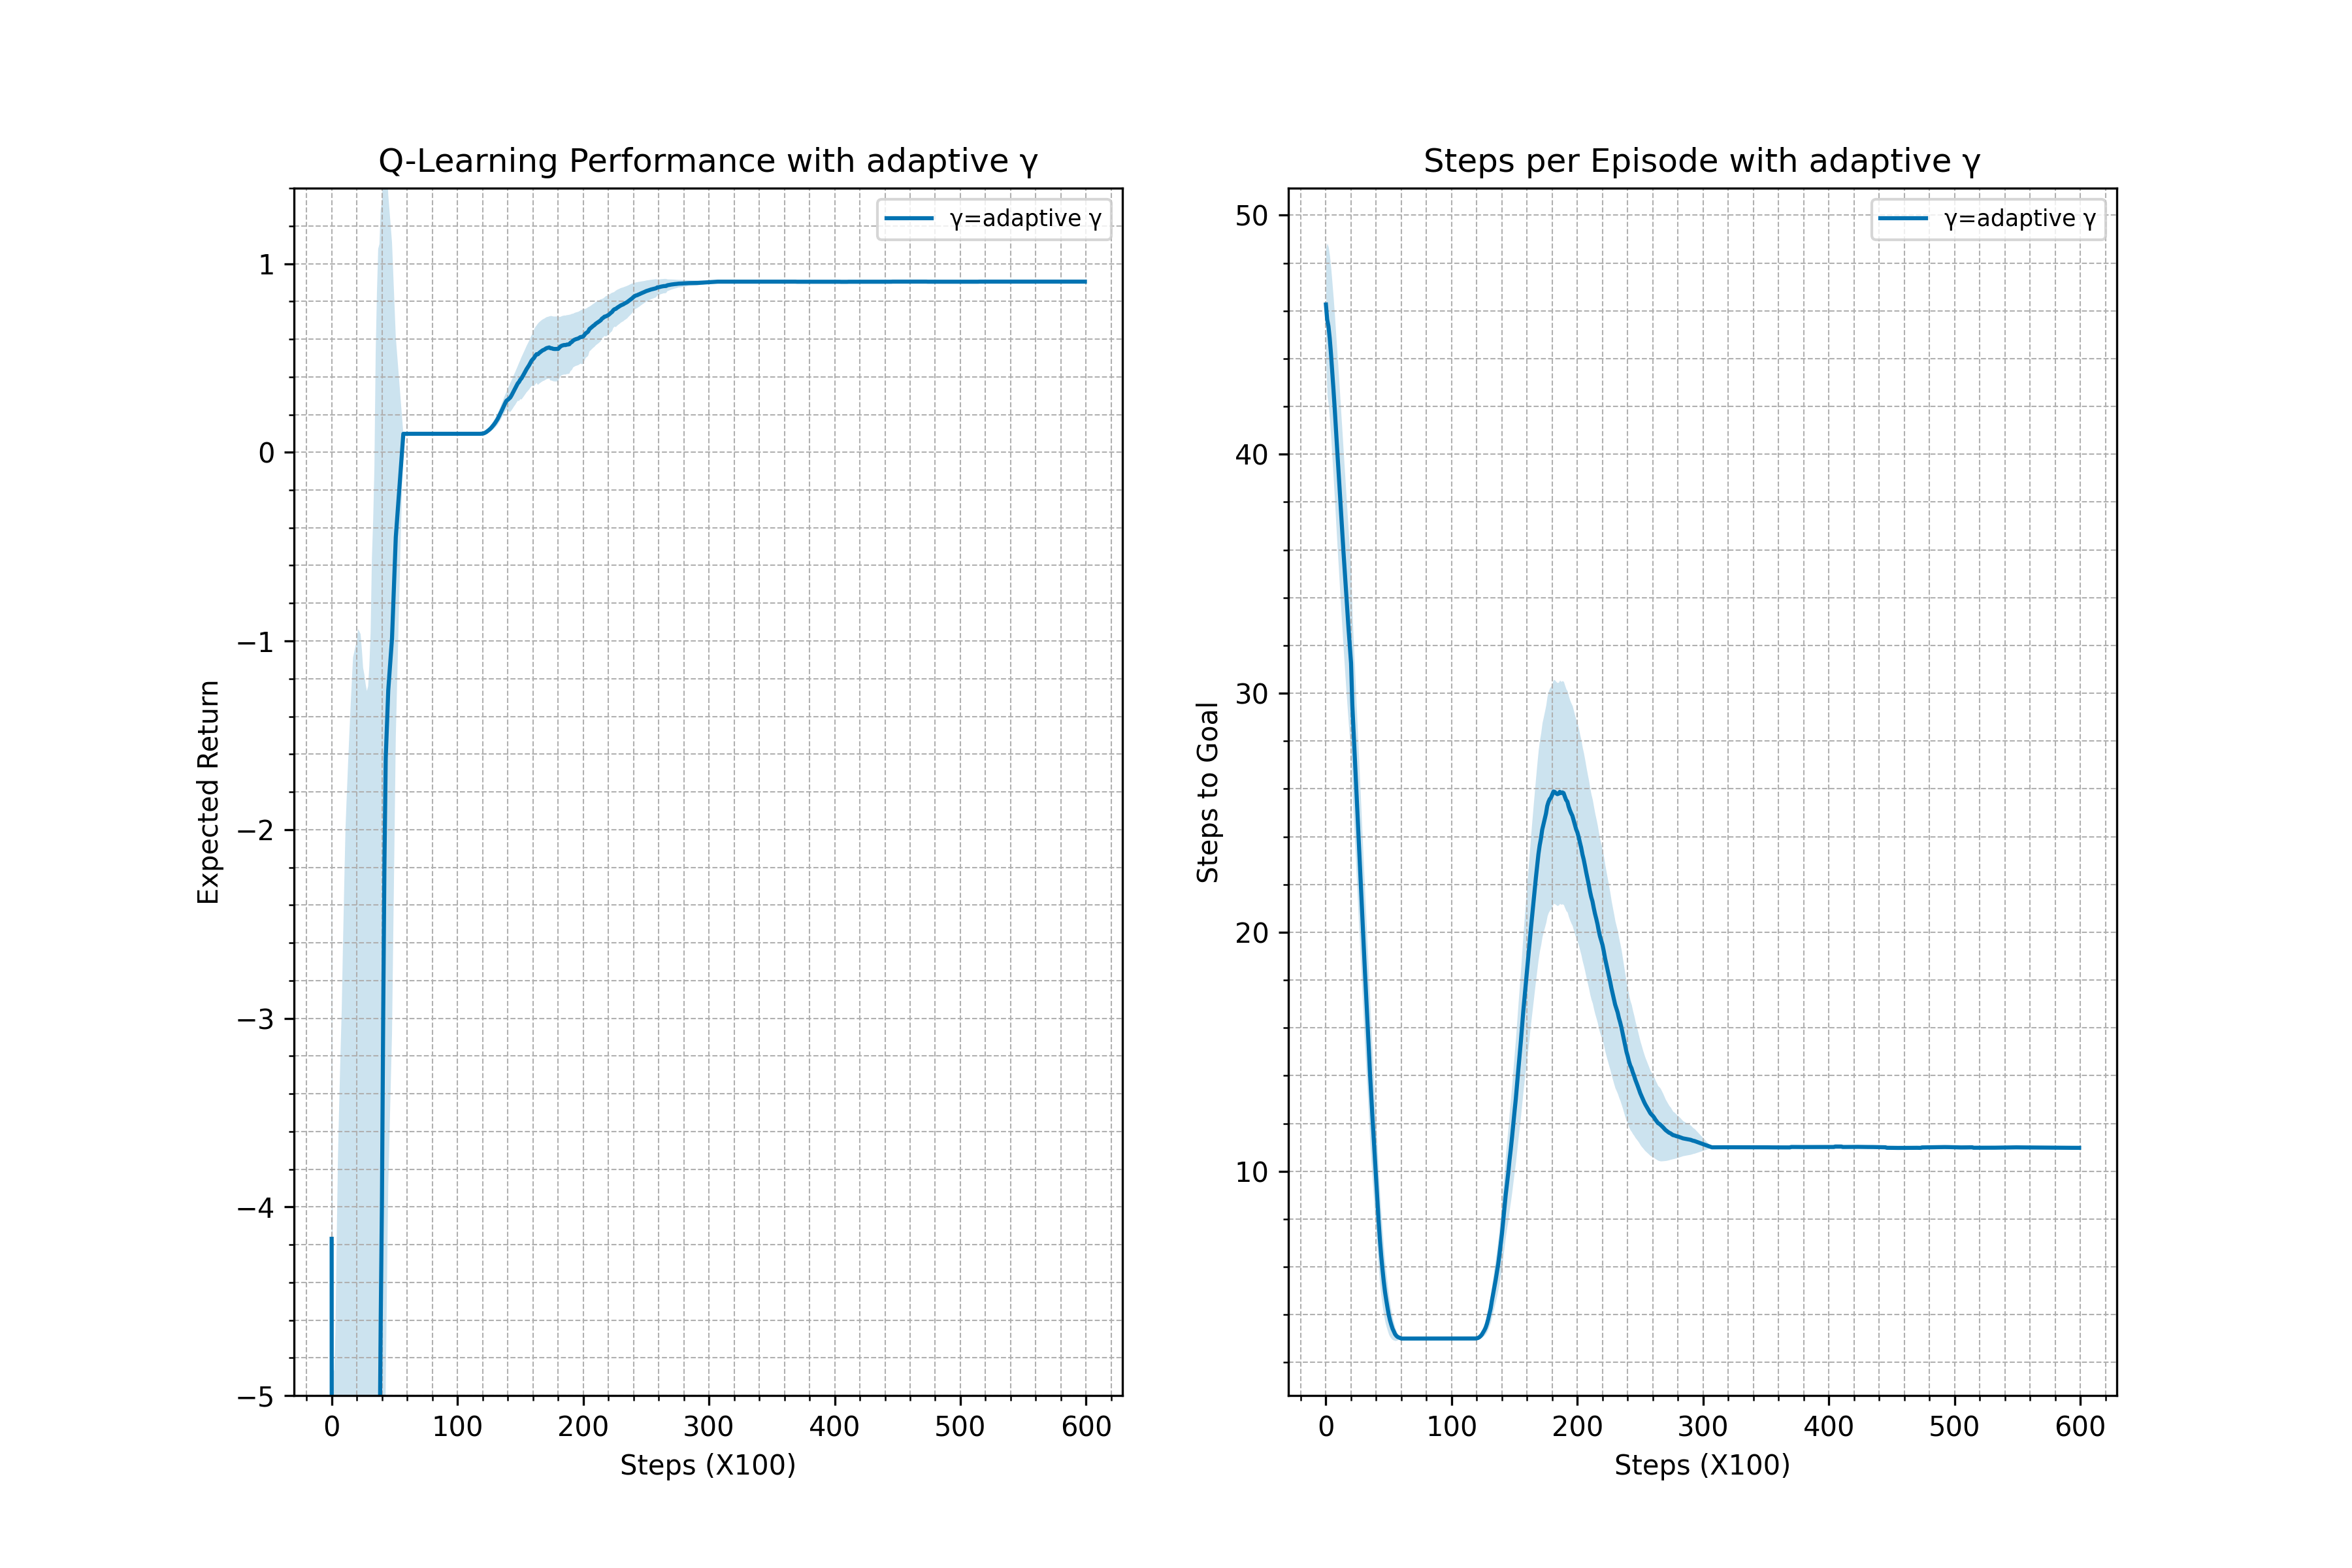 Q-Learning Performance with adaptive γ
γ=adaptive γ
1
0
−1
−2
−3
−4
−5
Expected Return
0 100 200 300 400 500 600
Steps (X100)
Steps per Episode with adaptive γ
γ=adaptive γ
50
40
30
20
10
Steps to Goal
0 100 200 300 400 500 600
Steps (X100)